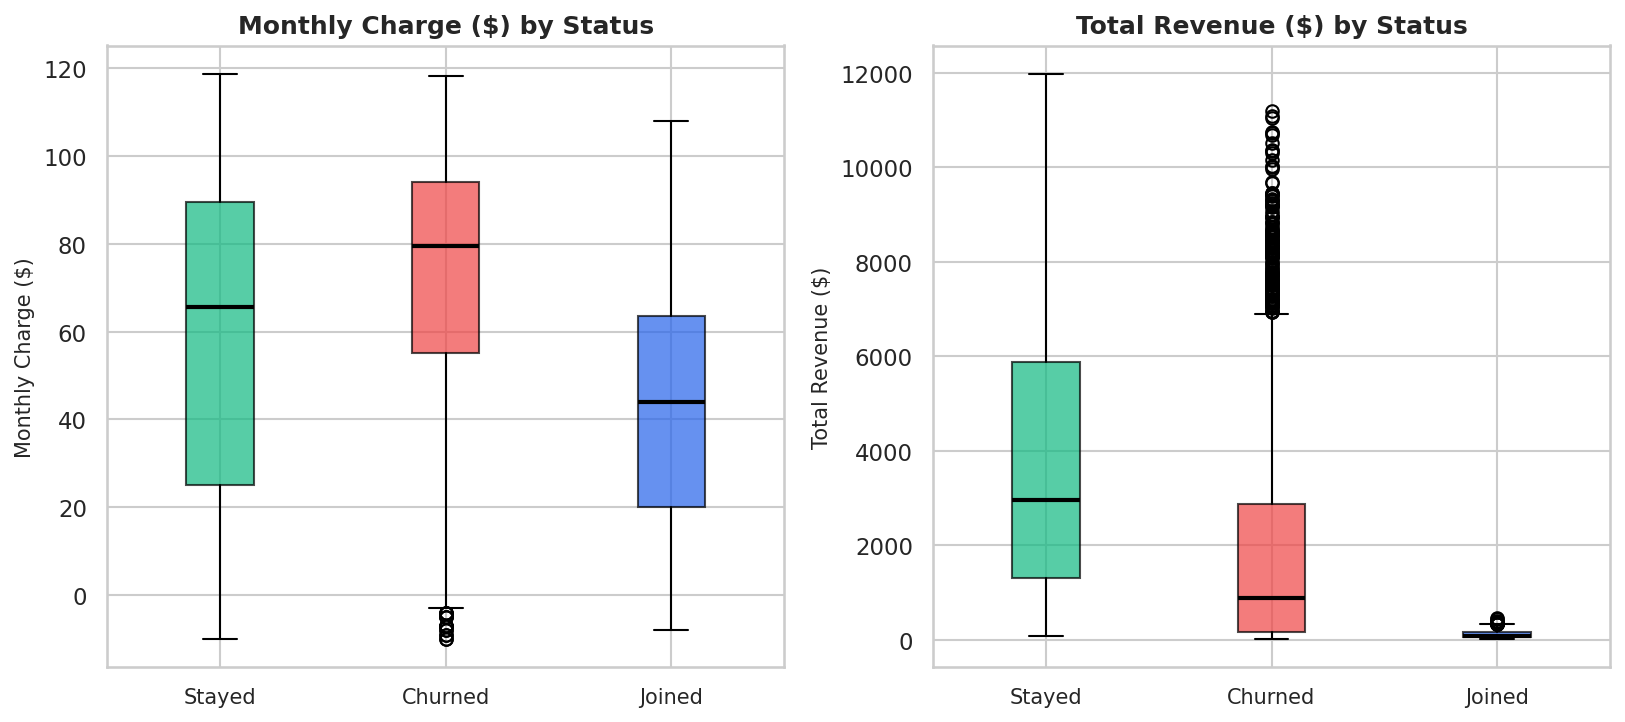 Monthly Charge ($) by Status
Monthly Charge ($)
120
100
80
60
40
20
0
Stayed
Churned
Joined
Total Revenue ($) by Status
Total Revenue ($)
12000
10000
8000
6000
4000
2000
0
Stayed
Churned
Joined